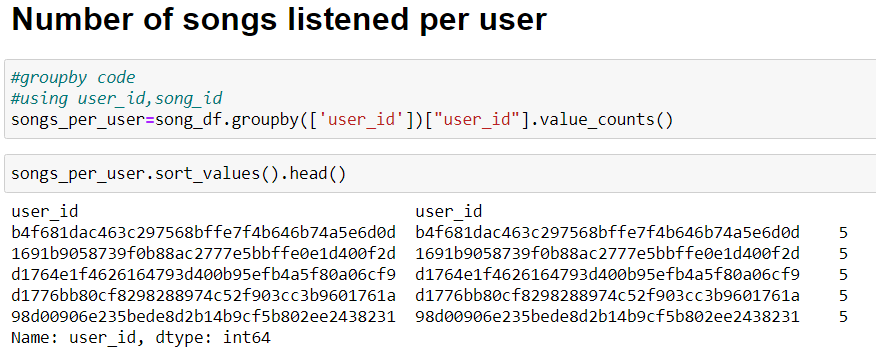 Number of songs listened per user
#groupby code
#using user_id,song_id
songs_per_user=song_df.groupby(['user_id'])["user_id"].value_counts()
songs_per_user.sort_values().head()
user_id user_id
b4f681dac463c297568bffe7f4b646b74a5e6d0d b4f681dac463c297568bffe7f4b646b74a5e6d0d 5
1691b9058739f0b88ac2777e5bbffe0e1d400f2d 1691b9058739f0b88ac2777e5bbffe0e1d400f2d 5
d1764e1f4626164793d400b95efb4a5f80a06cf9 d1764e1f4626164793d400b95efb4a5f80a06cf9 5
d1776bb80cf8298288974c52f903cc3b9601761a d1776bb80cf8298288974c52f903cc3b9601761a 5
98d00906e235bede8d2b14b9cf5b802ee2438231 98d00906e235bede8d2b14b9cf5b802ee2438231 5
Name: user_id, dtype: int64